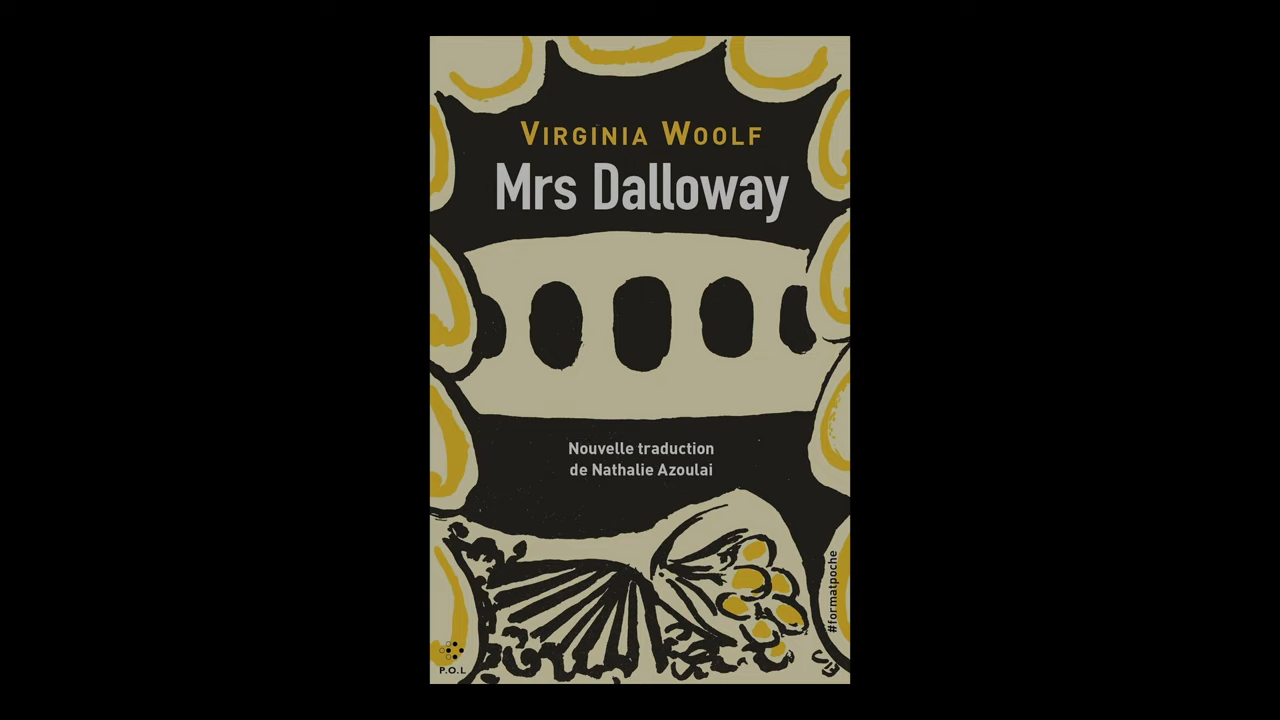 VIRGINIA WOOLF
Mrs Dalloway
Nouvelle traduction
de Nathalie Azoulai
#formatpoche
P.O.L